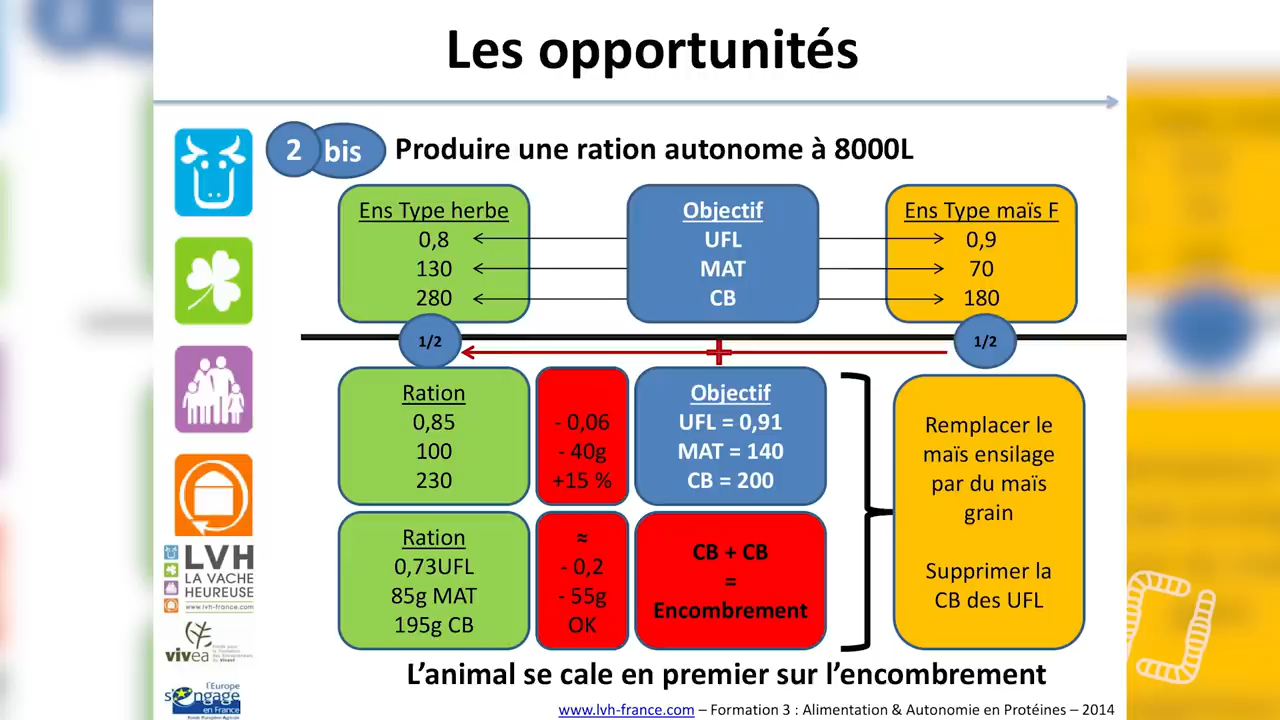 Les opportunités
2 bis
Produire une ration autonome à 8000L
Ens Type herbe
0,8
130
280
Objectif
UFL
MAT
CB
Ens Type maïs F
0,9
70
180
1/2
1/2
Ration
0,85
100
230
- 0,06
- 40g
+15 %
Objectif
UFL = 0,91
MAT = 140
CB = 200
Ration
0,73UFL
85g MAT
195g CB
≈
- 0,2
- 55g
OK
CB + CB
=
Encombrement
Remplacer le
maïs ensilage
par du maïs
grain
Supprimer la
CB des UFL
L'animal se cale en premier sur l'encombrement
LVH
LA VACHE
HEUREUSE
www.lvh-france.com
vivea
l'Europe
s'engage
en France
www.lvh-france.com – Formation 3 : Alimentation & Autonomie en Protéines – 2014